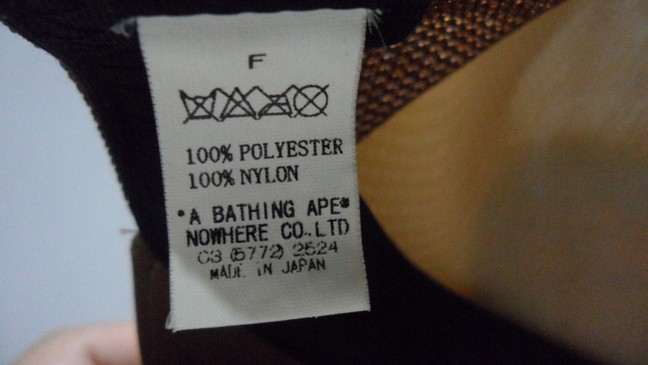 F
100% POLYESTER
100% NYLON
*A BATHING APE*
NOWHERE CO.,LTD
03 (5772) 2524
MADE IN JAPAN